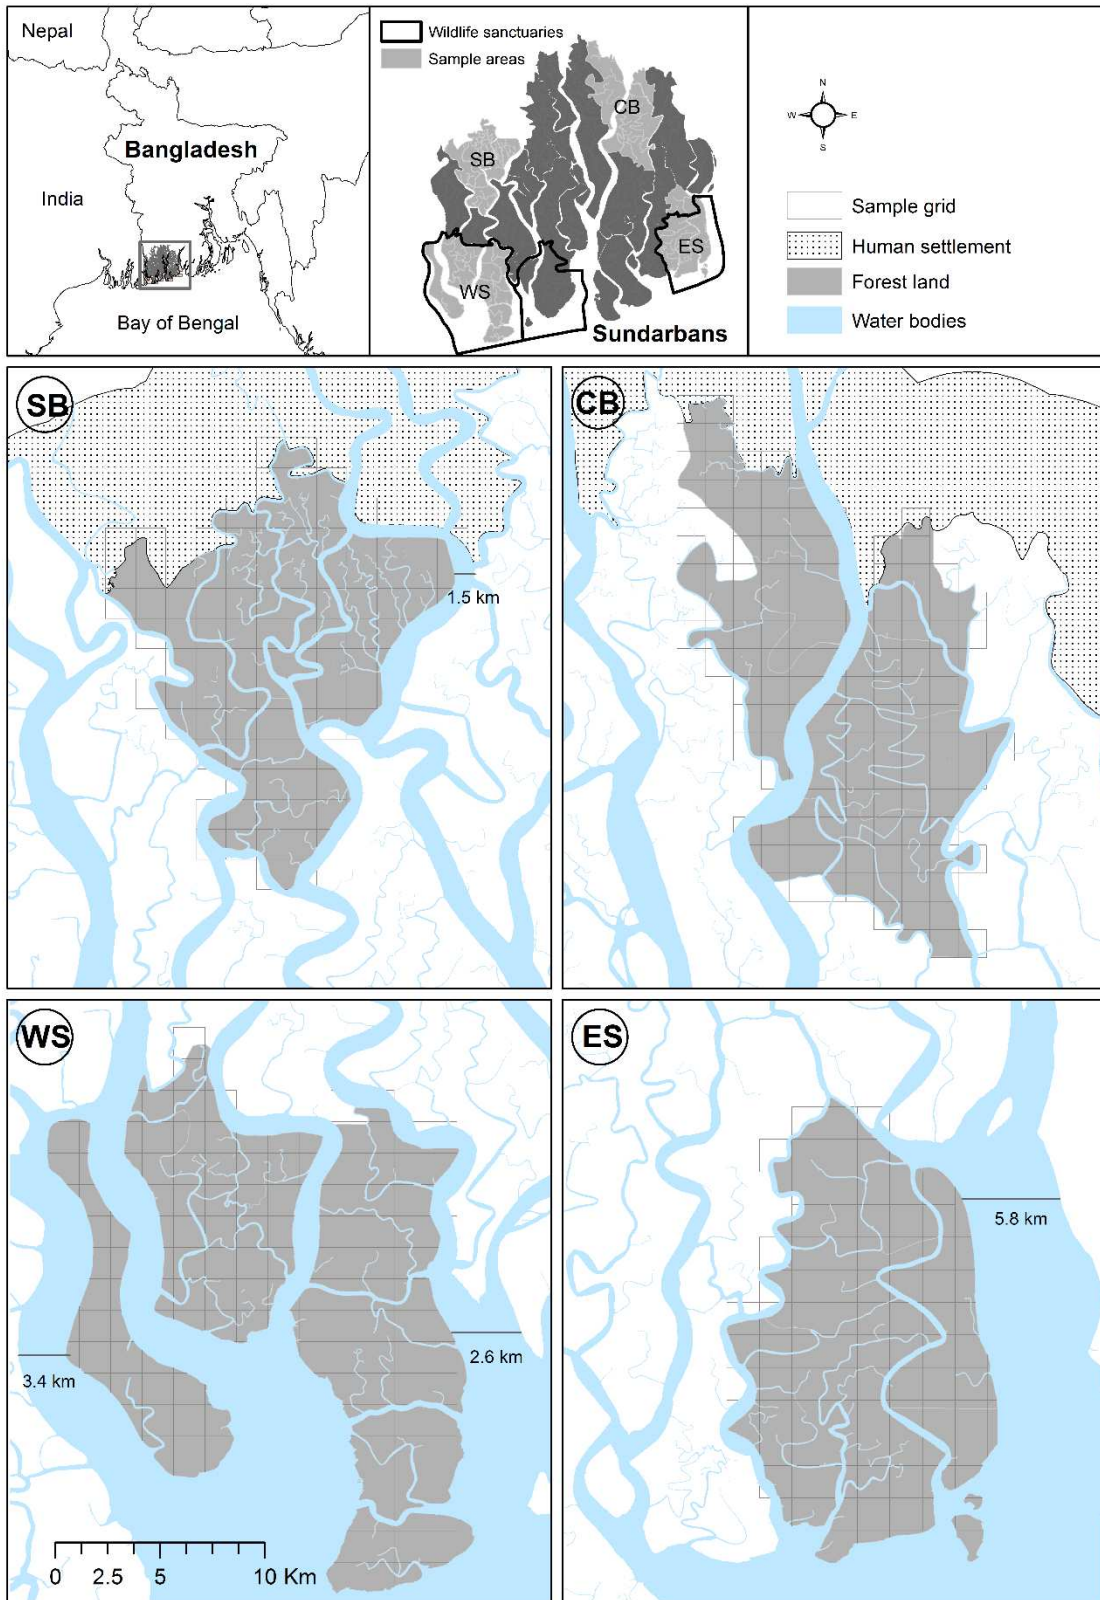 Nepal
Bangladesh
India
Bay of Bengal
Wildlife sanctuaries
Sample areas
CB
SB
ES
WS
Sundarbans
N
W E
S
Sample grid
Human settlement
Forest land
Water bodies
SB
1.5 km
CB
WS
3.4 km
2.6 km
0 2.5 5 10 Km
ES
5.8 km